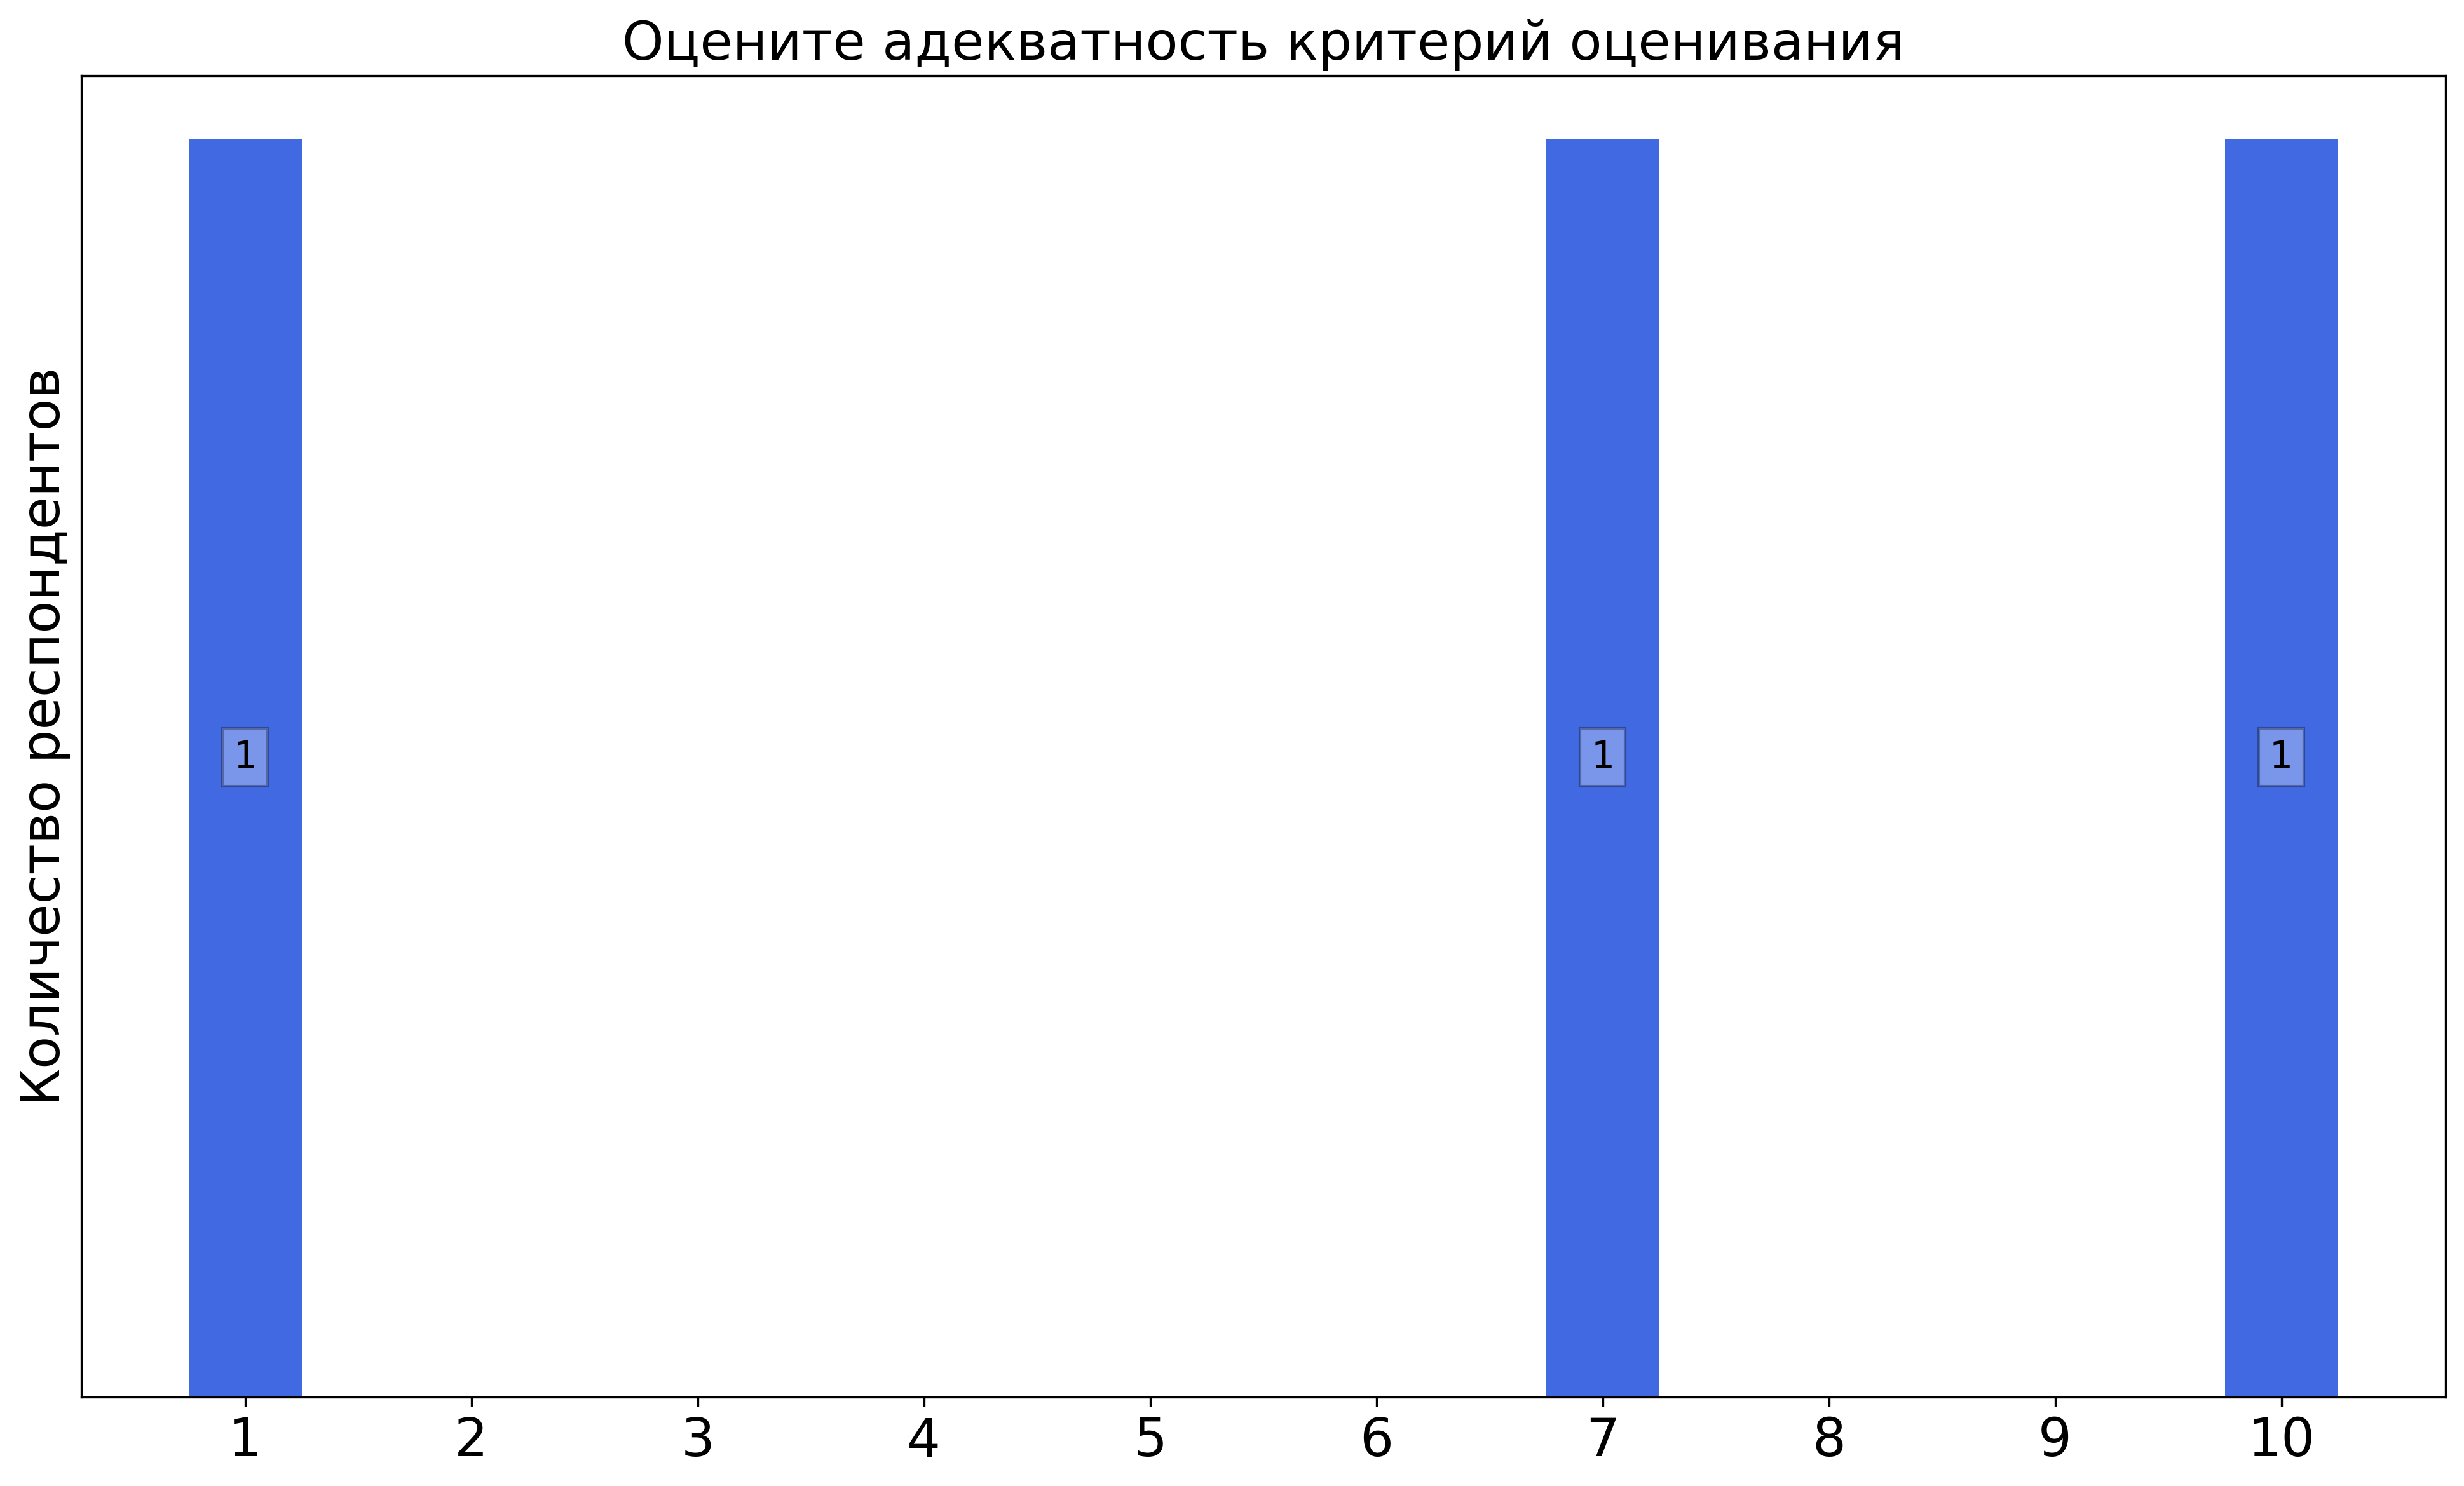 Оцените адекватность критерий оценивания
Количество респондентов
1 1 1
1 2 3 4 5 6 7 8 9 10